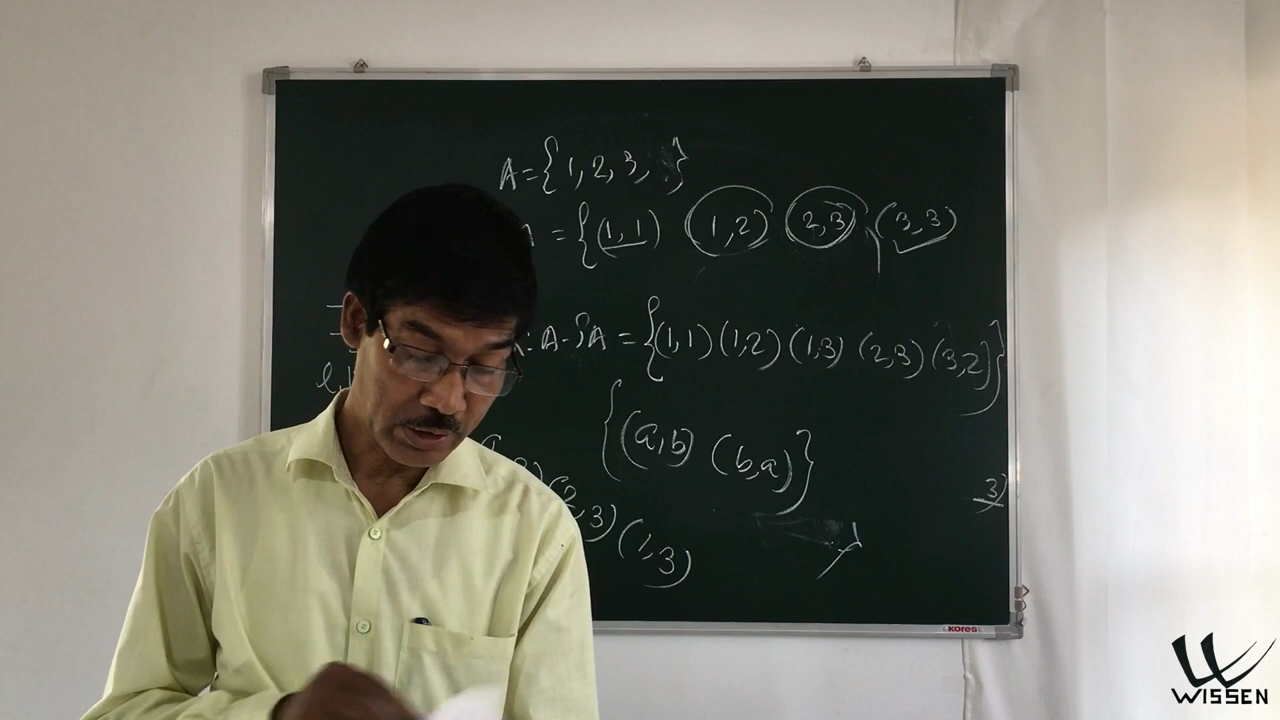 A = {1, 2, 3, }
= {(1, 1) (1, 2) (2, 3), (3, 3)
: A→A = {(1, 1) (1, 2) (1, 3) (2, 3) (3, 2)}
{(a, b) (b, a)}
3)
(2, 3) (1, 3)
KORES
WISSEN